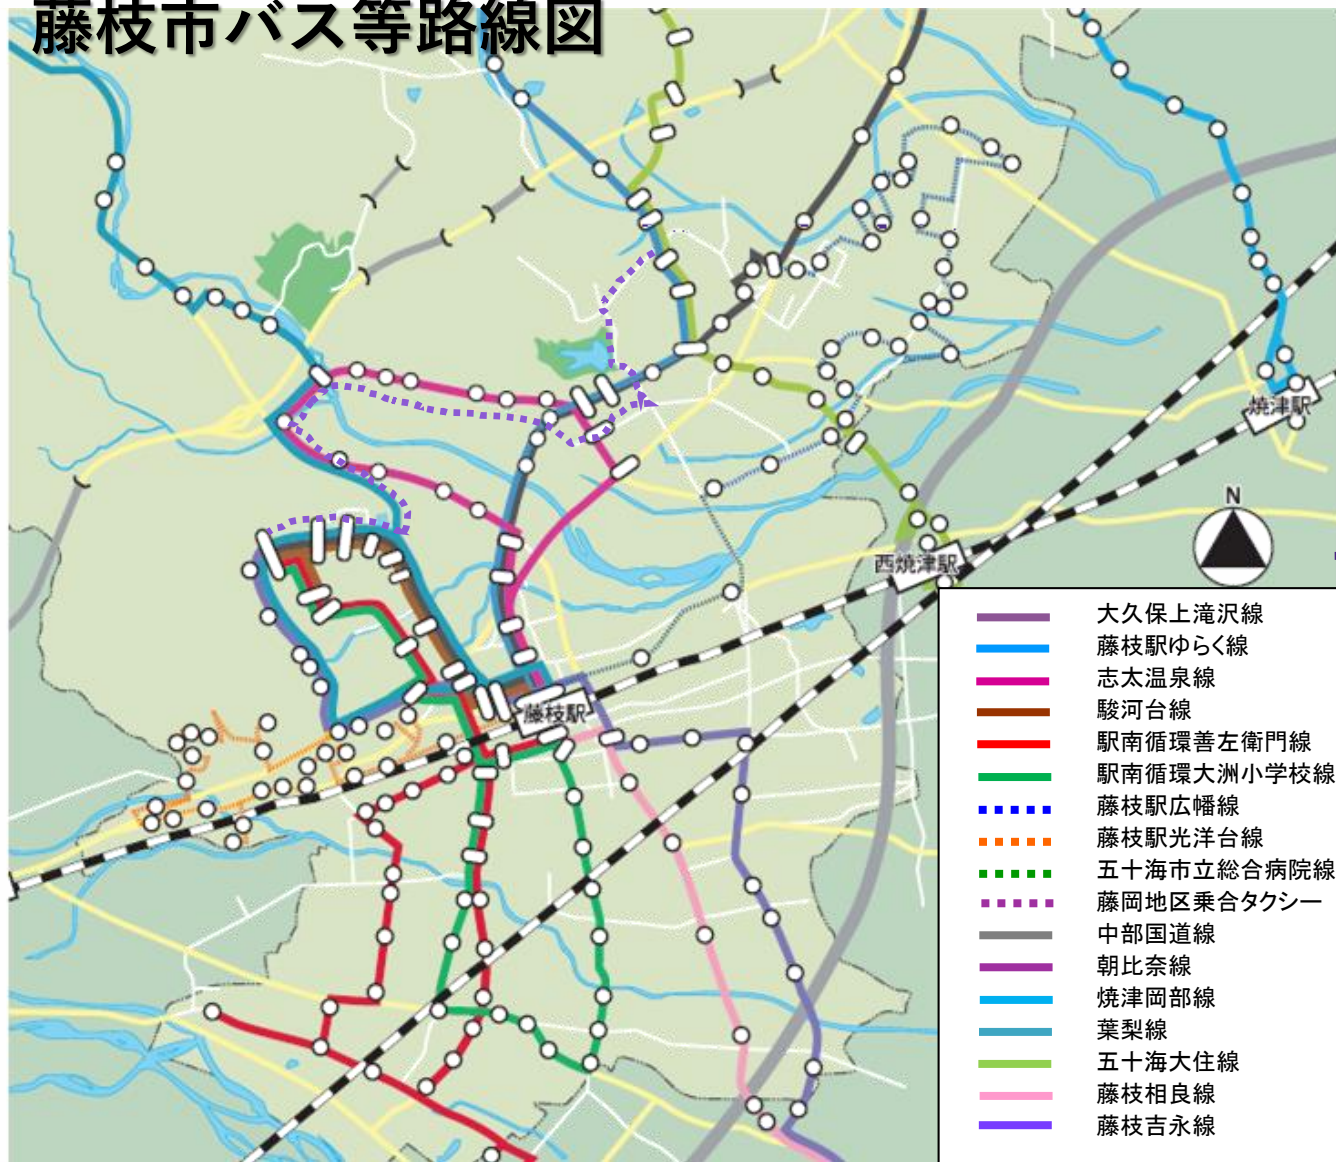 藤枝市バス等路線図
焼津駅
N
西焼津駅
藤枝駅
大久保上滝沢線
藤枝駅ゆらく線
志太温泉線
駿河台線
駅南循環善左衛門線
駅南循環大洲小学校線
藤枝駅広幡線
藤枝駅光洋台線
五十海市立総合病院線
藤岡地区乗合タクシー
中部国道線
朝比奈線
焼津岡部線
葉梨線
五十海大住線
藤枝相良線
藤枝吉永線